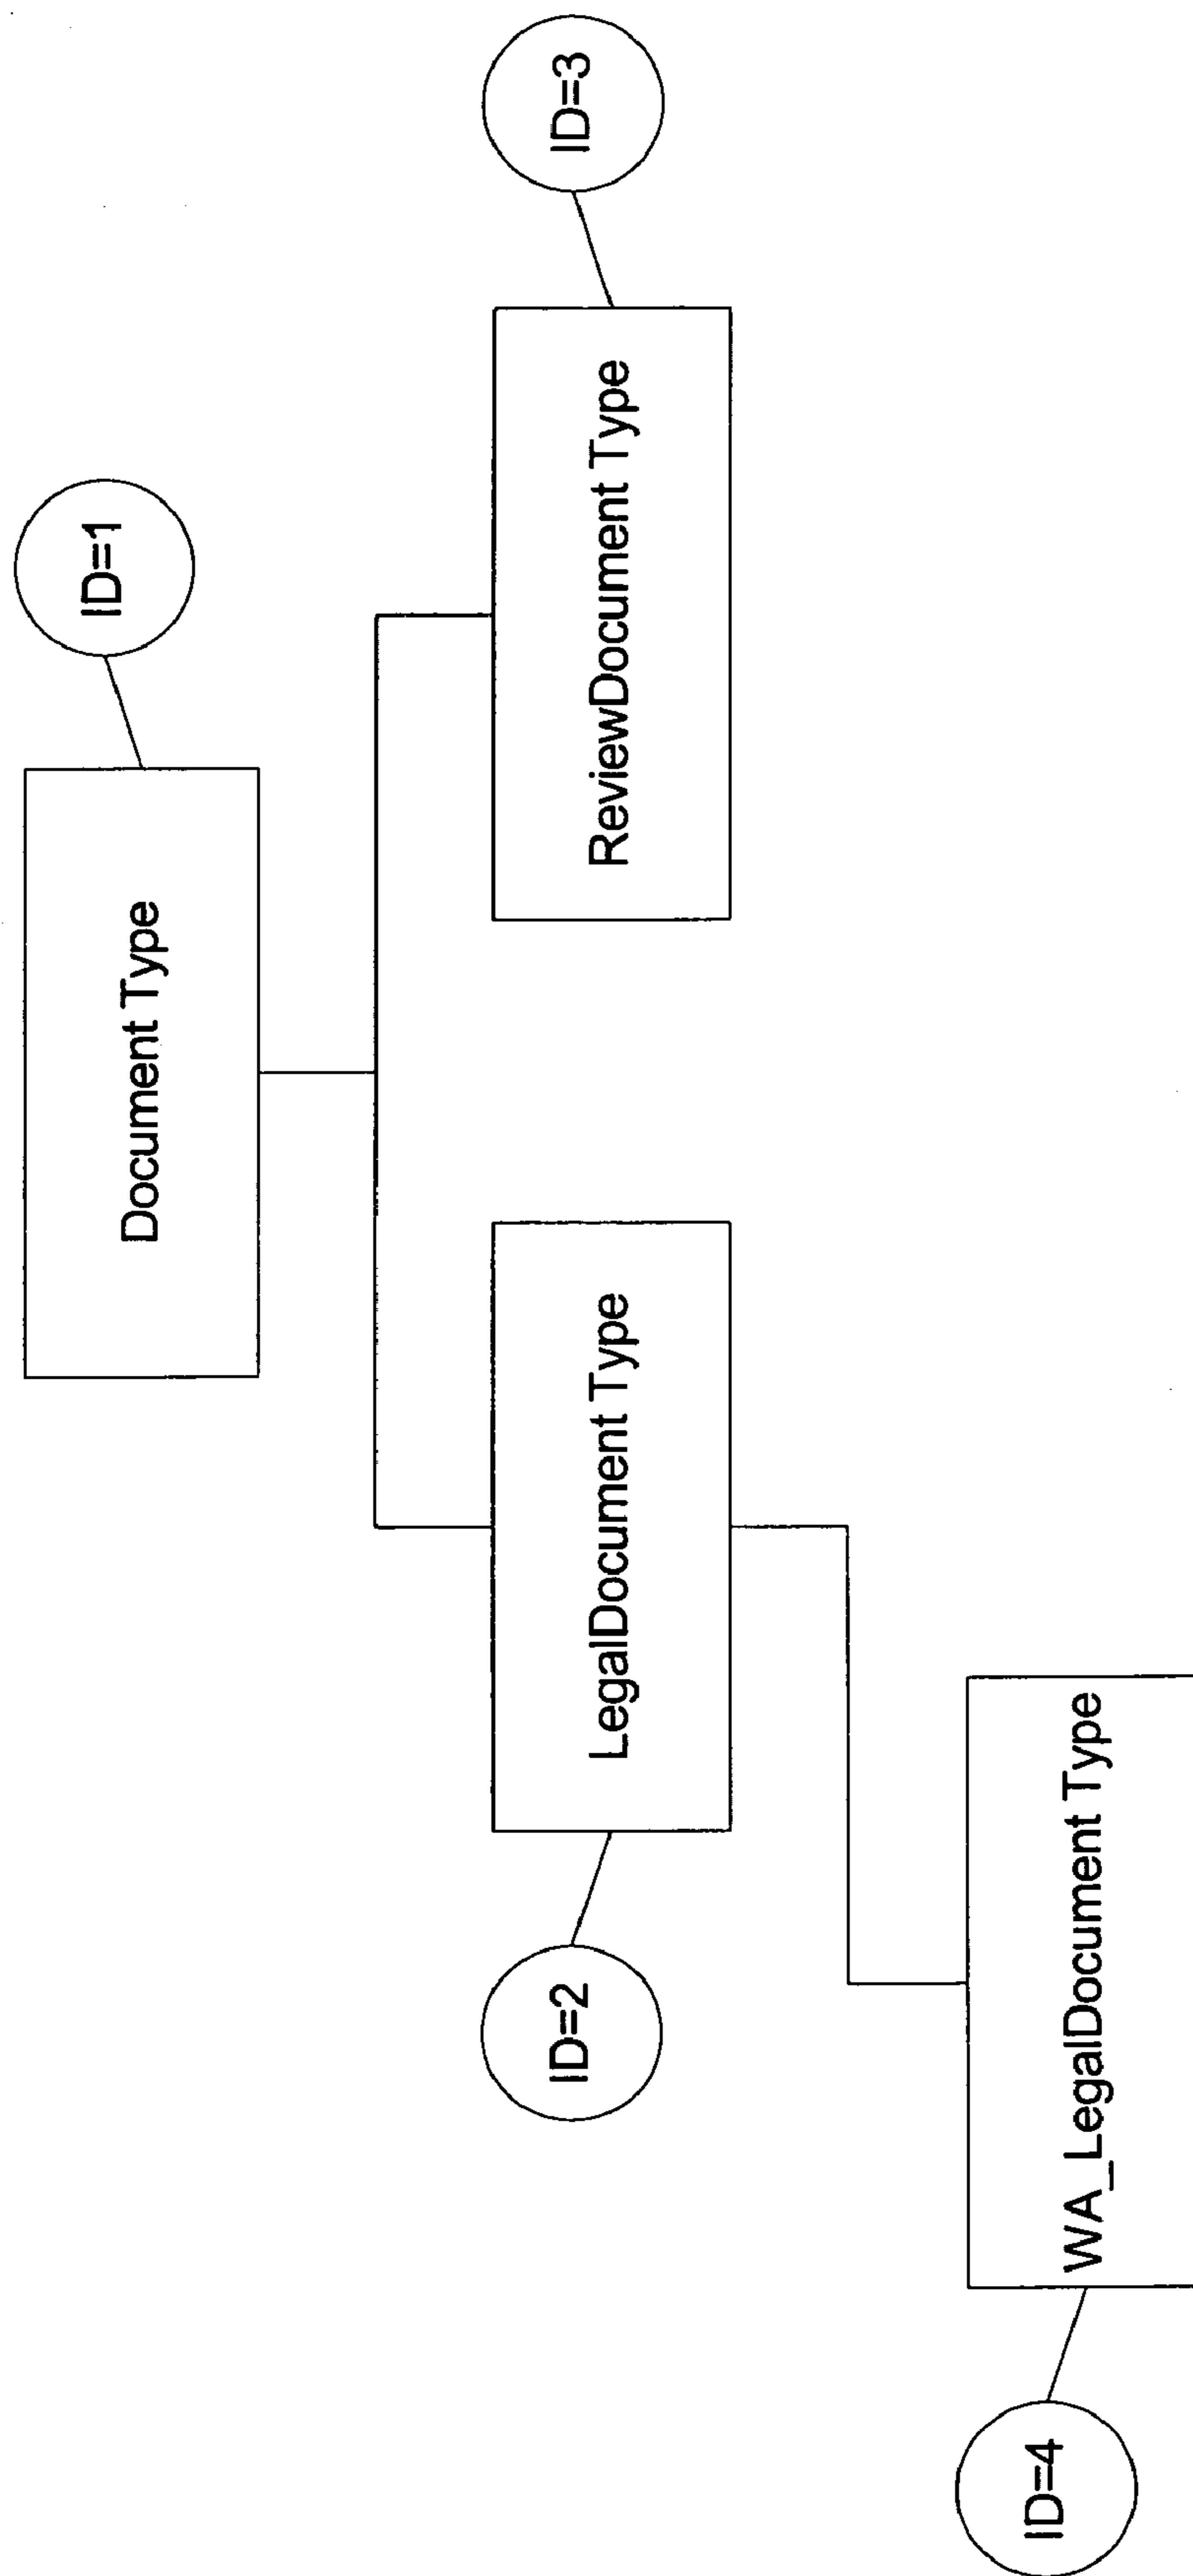 Document Type
ID=1
LegalDocument Type
ID=2
ReviewDocument Type
ID=3
WA_LegalDocument Type
ID=4